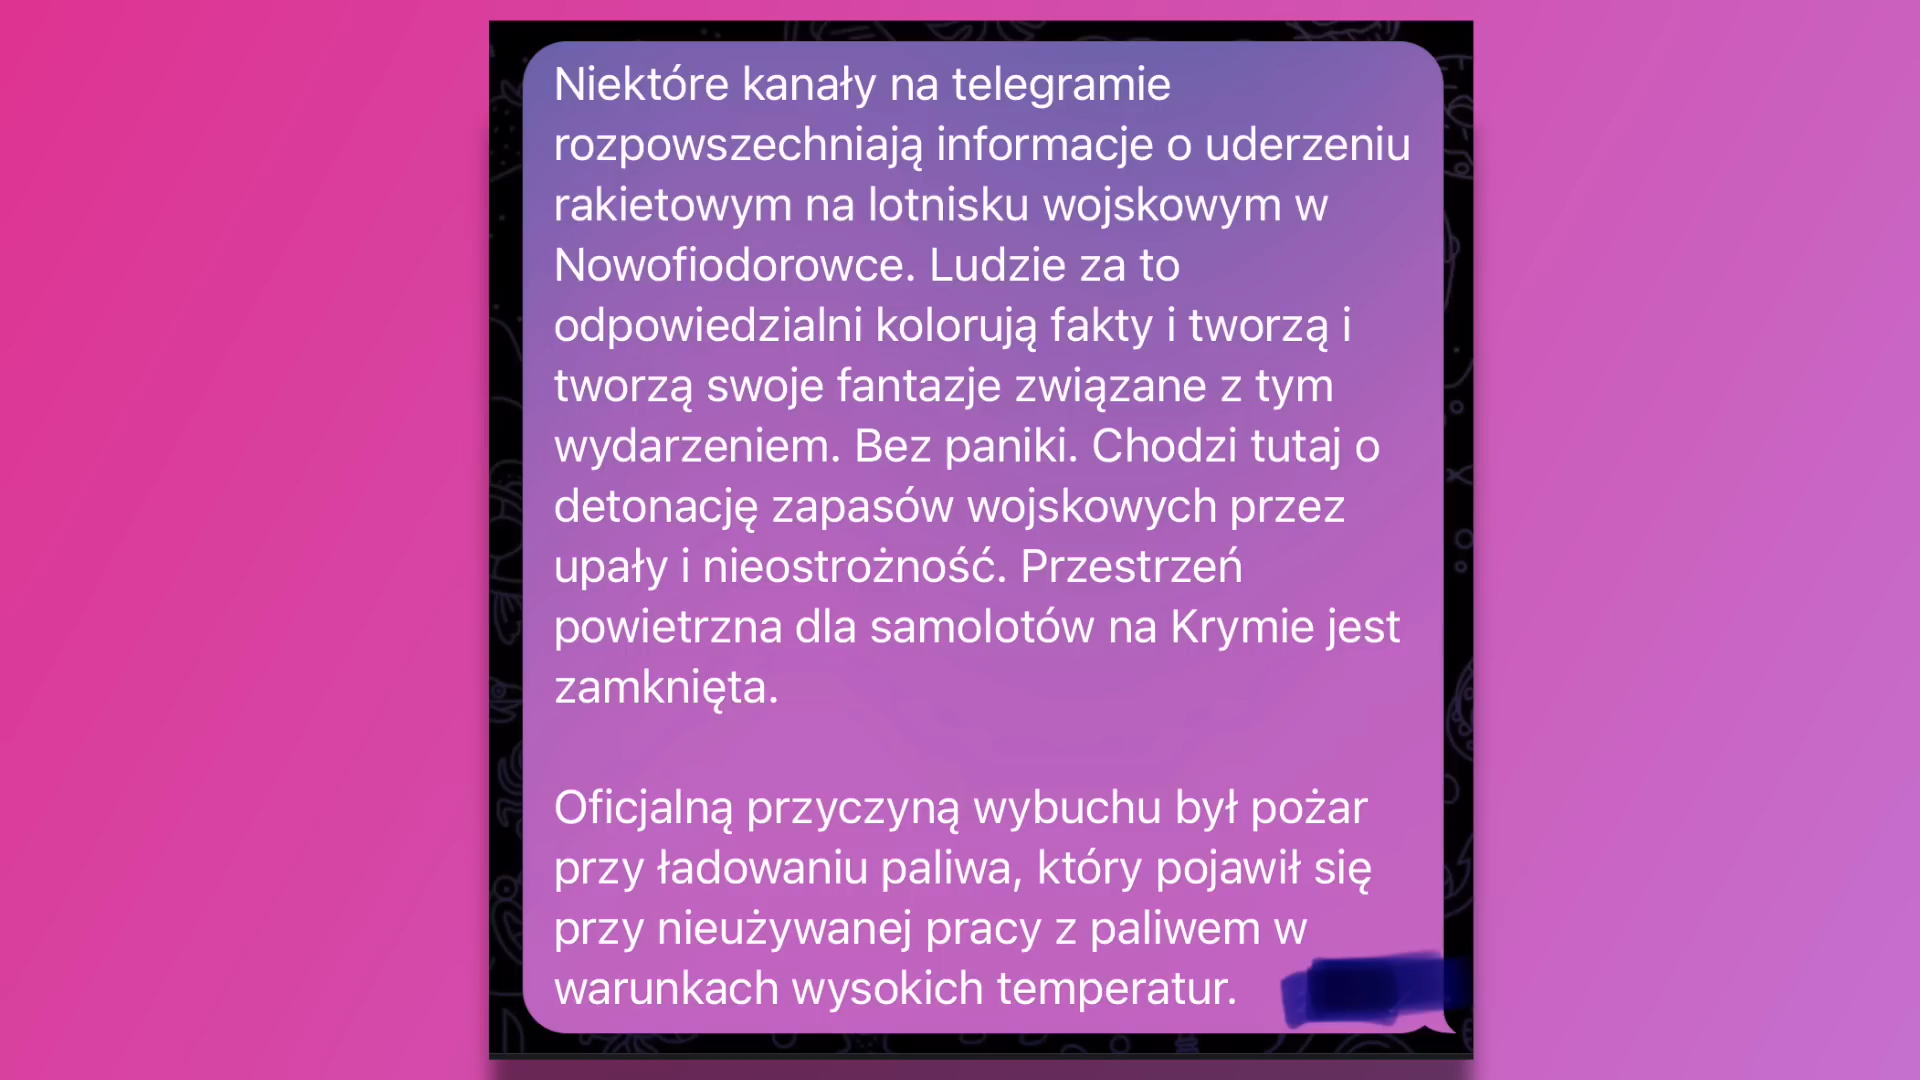 Niektóre kanały na telegramie
rozpowszechniają informacje o uderzeniu
rakietowym na lotnisku wojskowym w
Nowofiodorowce. Ludzie za to
odpowiedzialni kolorują fakty i tworzą i
tworzą swoje fantazje związane z tym
wydarzeniem. Bez paniki. Chodzi tutaj o
detonację zapasów wojskowych przez
upały i nieostrożność. Przestrzeń
powietrzna dla samolotów na Krymie jest
zamknięta.
Oficjalną przyczyną wybuchu był pożar
przy ładowaniu paliwa, który pojawił się
przy nieużywanej pracy z paliwem w
warunkach wysokich temperatur.